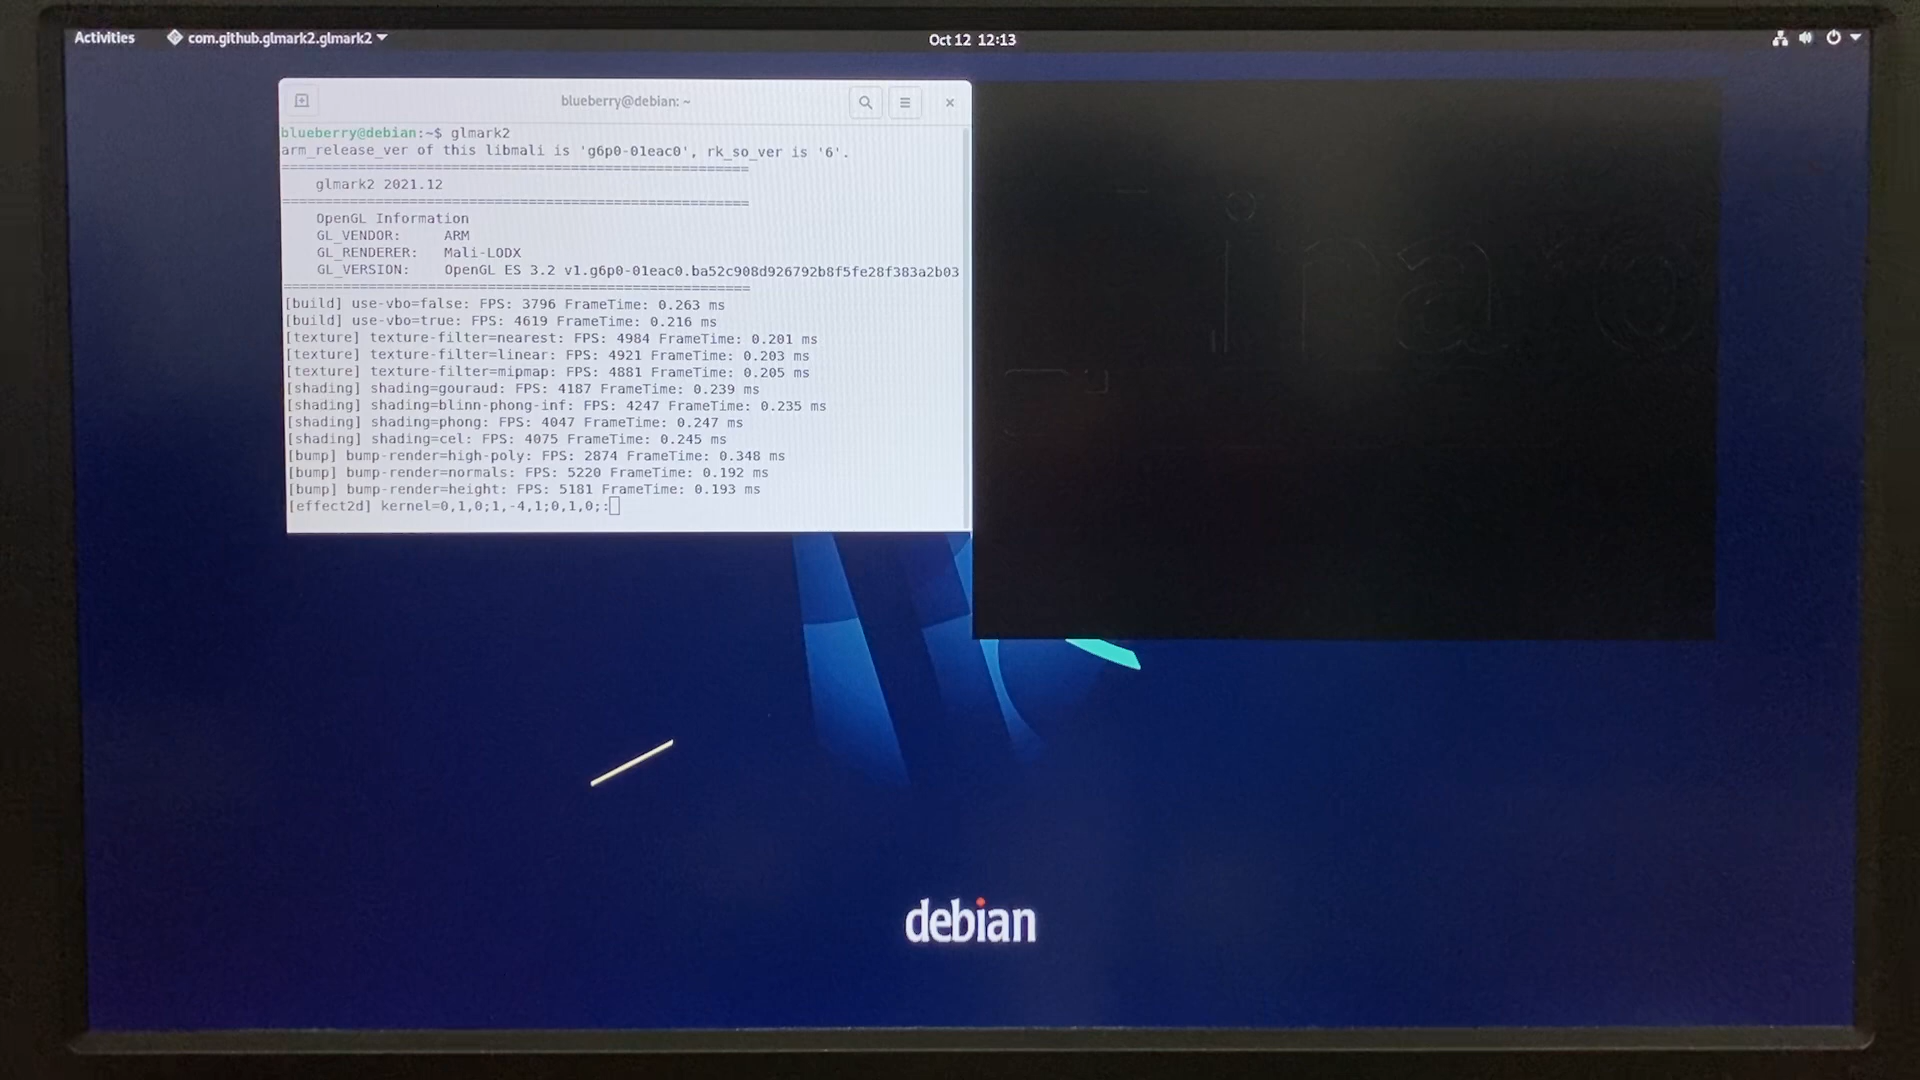 Activities
com.github.glmark2.glmark2
Oct 12 12:13
blueberry@debian: ~
blueberry@debian:~$ glmark2
arm_release_ver of this libmali is 'g6p0-01eac0', rk_so_ver is '6'.
=======================================================
glmark2 2021.12
=======================================================
OpenGL Information
GL_VENDOR: ARM
GL_RENDERER: Mali-LODX
GL_VERSION: OpenGL ES 3.2 v1.g6p0-01eac0.ba52c908d926792b8f5fe28f383a2b03
=======================================================
[build] use-vbo=false: FPS: 3796 FrameTime: 0.263 ms
[build] use-vbo=true: FPS: 4619 FrameTime: 0.216 ms
[texture] texture-filter=nearest: FPS: 4984 FrameTime: 0.201 ms
[texture] texture-filter=linear: FPS: 4921 FrameTime: 0.203 ms
[texture] texture-filter=mipmap: FPS: 4881 FrameTime: 0.205 ms
[shading] shading=gouraud: FPS: 4187 FrameTime: 0.239 ms
[shading] shading=blinn-phong-inf: FPS: 4247 FrameTime: 0.235 ms
[shading] shading=phong: FPS: 4047 FrameTime: 0.247 ms
[shading] shading=cel: FPS: 4075 FrameTime: 0.245 ms
[bump] bump-render=high-poly: FPS: 2874 FrameTime: 0.348 ms
[bump] bump-render=normals: FPS: 5220 FrameTime: 0.192 ms
[bump] bump-render=height: FPS: 5181 FrameTime: 0.193 ms
[effect2d] kernel=0,1,0;1,-4,1;0,1,0;:
inaro
debian